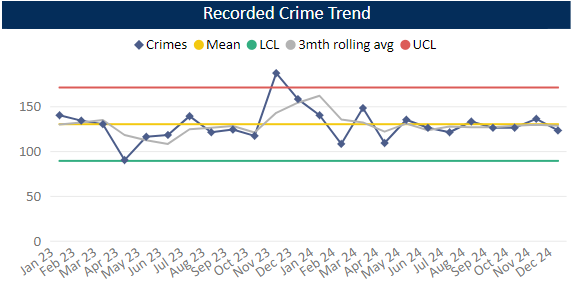 Recorded Crime Trend
Crimes Mean LCL 3mth rolling avg UCL
150
100
50
0
Jan 23 Feb 23 Mar 23 Apr 23 May 23 Jun 23 Jul 23 Aug 23 Sep 23 Oct 23 Nov 23 Dec 23 Jan 24 Feb 24 Mar 24 Apr 24 May 24 Jun 24 Jul 24 Aug 24 Sep 24 Oct 24 Nov 24 Dec 24